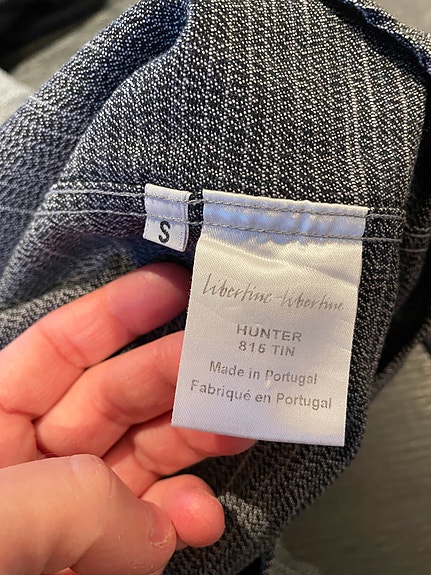 S
libertine-libertine
HUNTER
815 TIN
Made in Portugal
Fabriqué en Portugal